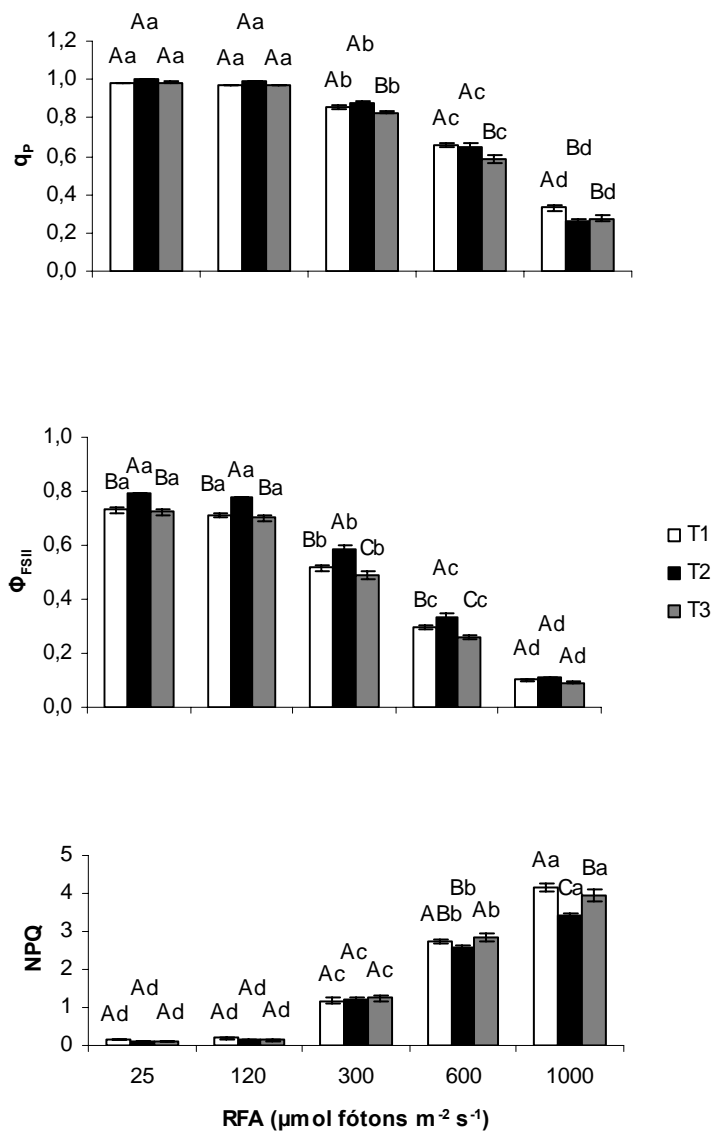 Aa
Aa Aa
Aa
Aa Aa
Ab
Ab Bb
Ac
Ac Bc
Bd
Ad Bd
1,2
1,0
0,8
0,6
0,4
0,2
0,0
qP
Aa
Ba Ba
Aa
Ba Ba
Ab
Bb Cb
Ac
Bc Cc
Ad
Ad Ad
1,0
0,8
0,6
0,4
0,2
0,0
ΦFSII
T1
T2
T3
Ad
Ad Ad
Ad
Ad Ad
Ac
Ac Ac
Bb
ABb Ab
Aa Ca Ba
5
4
3
2
1
0
NPQ
25 120 300 600 1000
RFA (µmol fótons m-2 s-1)